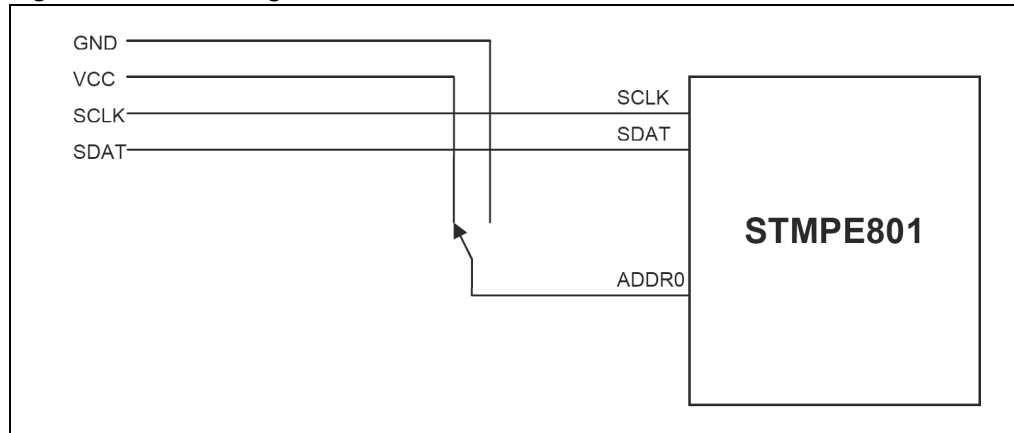 GND
VCC
SCLK
SDAT
SCLK
SDAT
ADDR0
STMPE801